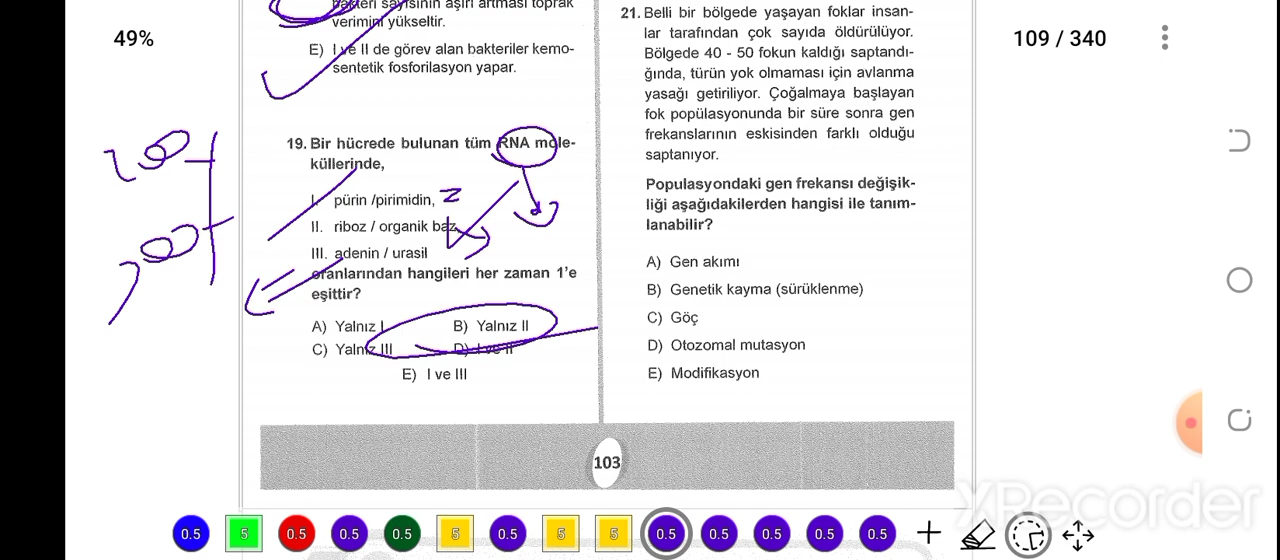 49%
bakteri sayısının aşırı artması toprak
verimini yükseltir.
E) I ve II de görev alan bakteriler kemo-
sentetik fosforilasyon yapar.
19. Bir hücrede bulunan tüm RNA mole-
küllerinde,
I. pürin /pirimidin,
II. riboz / organik baz
III. adenin / urasil
oranlarından hangileri her zaman 1'e
eşittir?
A) Yalnız I
B) Yalnız II
C) Yalnız III
D) I ve II
E) I ve III
21. Belli bir bölgede yaşayan foklar insan-
lar tarafından çok sayıda öldürülüyor.
Bölgede 40 - 50 fokun kaldığı saptandı-
ğında, türün yok olmaması için avlanma
yasağı getiriliyor. Çoğalmaya başlayan
fok popülasyonunda bir süre sonra gen
frekanslarının eskisinden farklı olduğu
saptanıyor.
Populasyondaki gen frekansı değişik-
liği aşağıdakilerden hangisi ile tanım-
lanabilir?
A) Gen akımı
B) Genetik kayma (sürüklenme)
C) Göç
D) Otozomal mutasyon
E) Modifikasyon
109 / 340
103
XRecorder
0.5 5 0.5 0.5 0.5 5 0.5 5 5 0.5 0.5 0.5 0.5 0.5